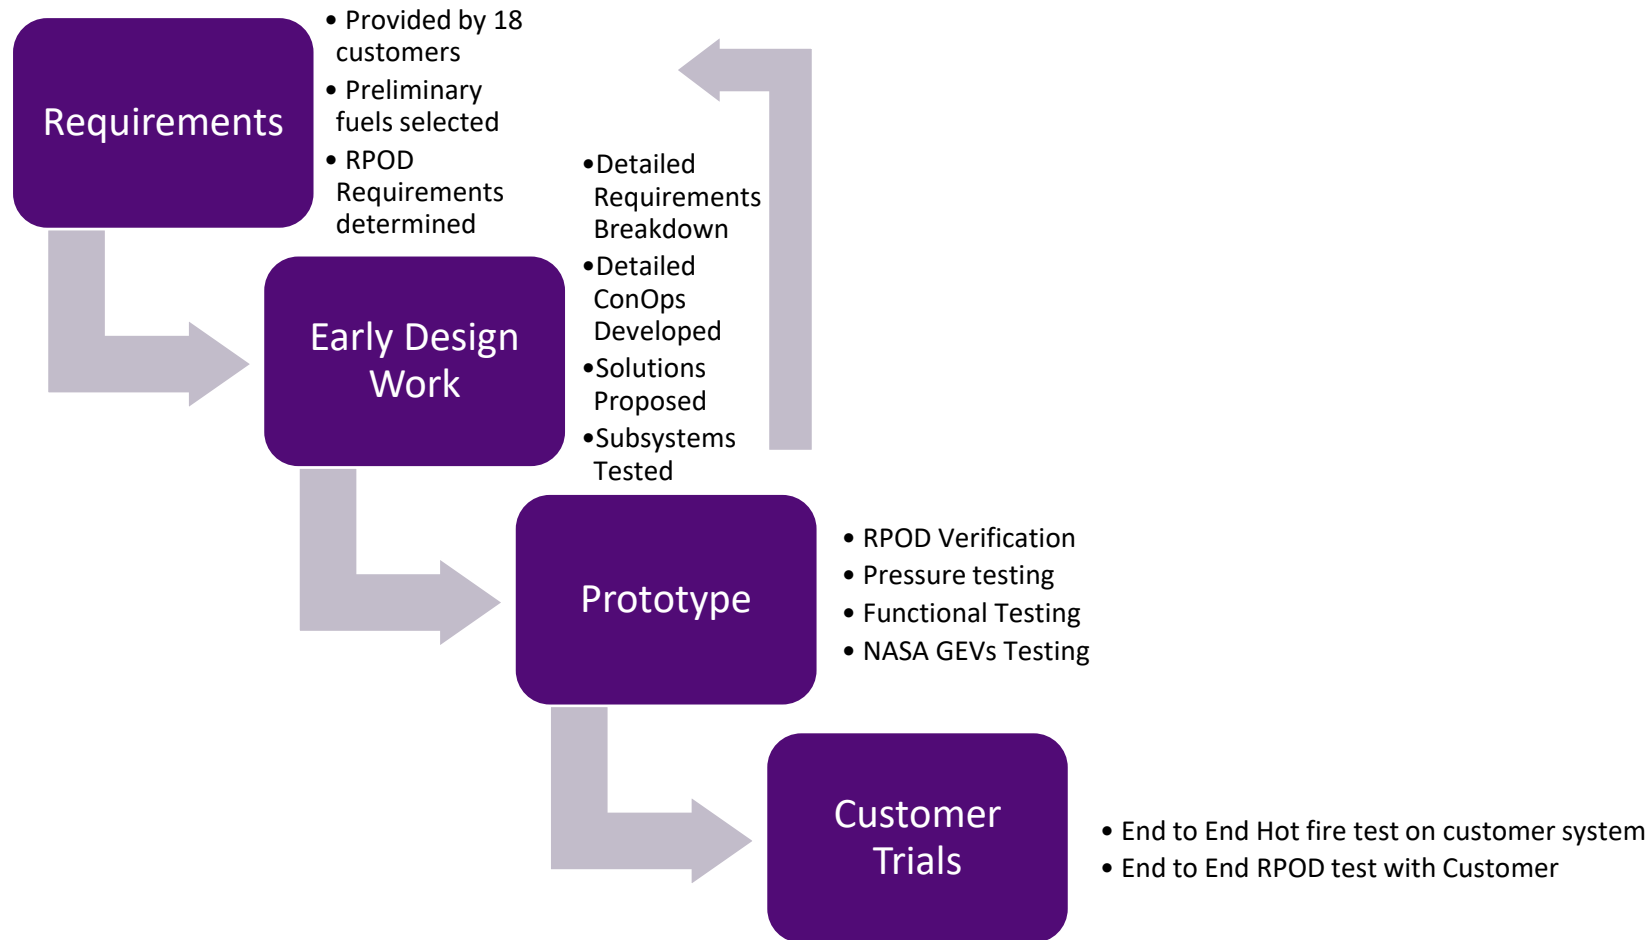 Requirements
• Provided by 18
customers
• Preliminary
fuels selected
• RPOD
Requirements
determined
Early Design
Work
•Detailed
Requirements
Breakdown
•Detailed
ConOps
Developed
•Solutions
Proposed
•Subsystems
Tested
Prototype
• RPOD Verification
• Pressure testing
• Functional Testing
• NASA GEVs Testing
Customer
Trials
• End to End Hot fire test on customer system
• End to End RPOD test with Customer